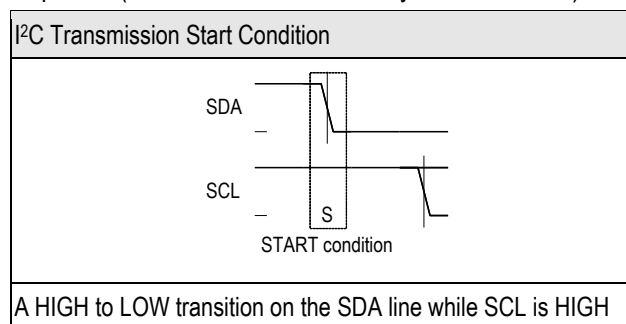 I²C Transmission Start Condition
SDA
SCL
S
START condition
A HIGH to LOW transition on the SDA line while SCL is HIGH